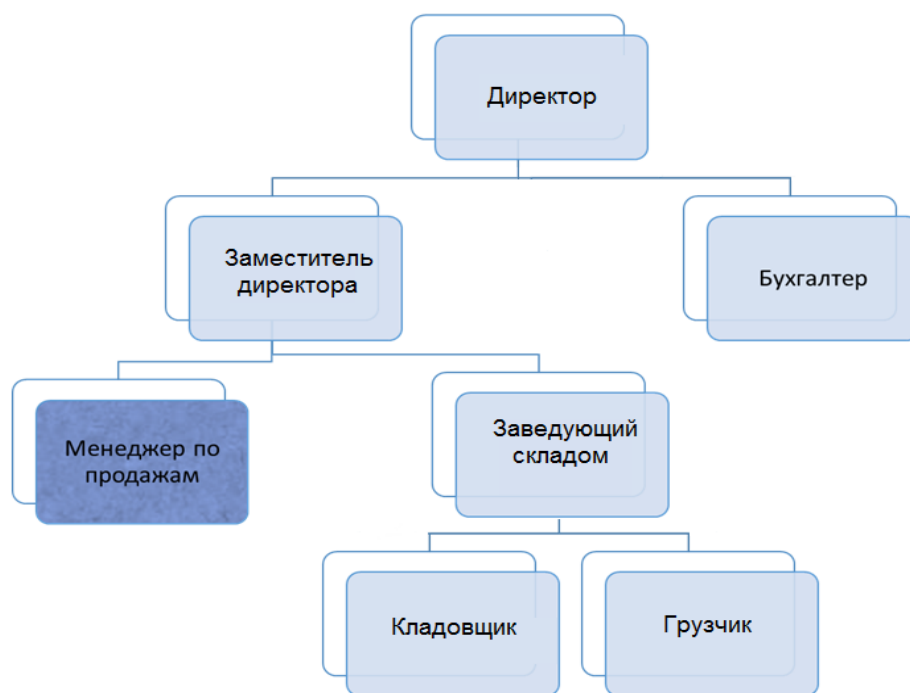 Директор
Заместитель
директора
Бухгалтер
Менеджер по
продажам
Заведующий
складом
Кладовщик
Грузчик